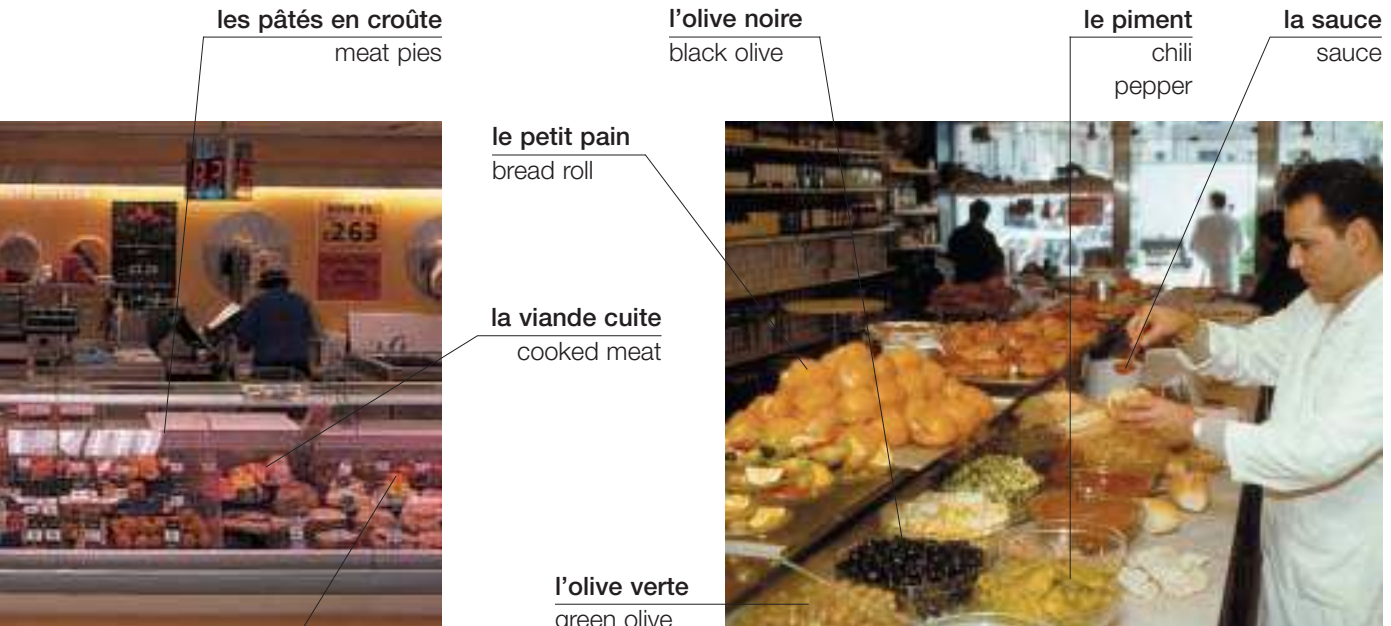 les pâtés en croûte
meat pies
l'olive noire
black olive
le piment
chili
pepper
la sauce
sauce
le petit pain
bread roll
263
la viande cuite
cooked meat
l'olive verte
green olive